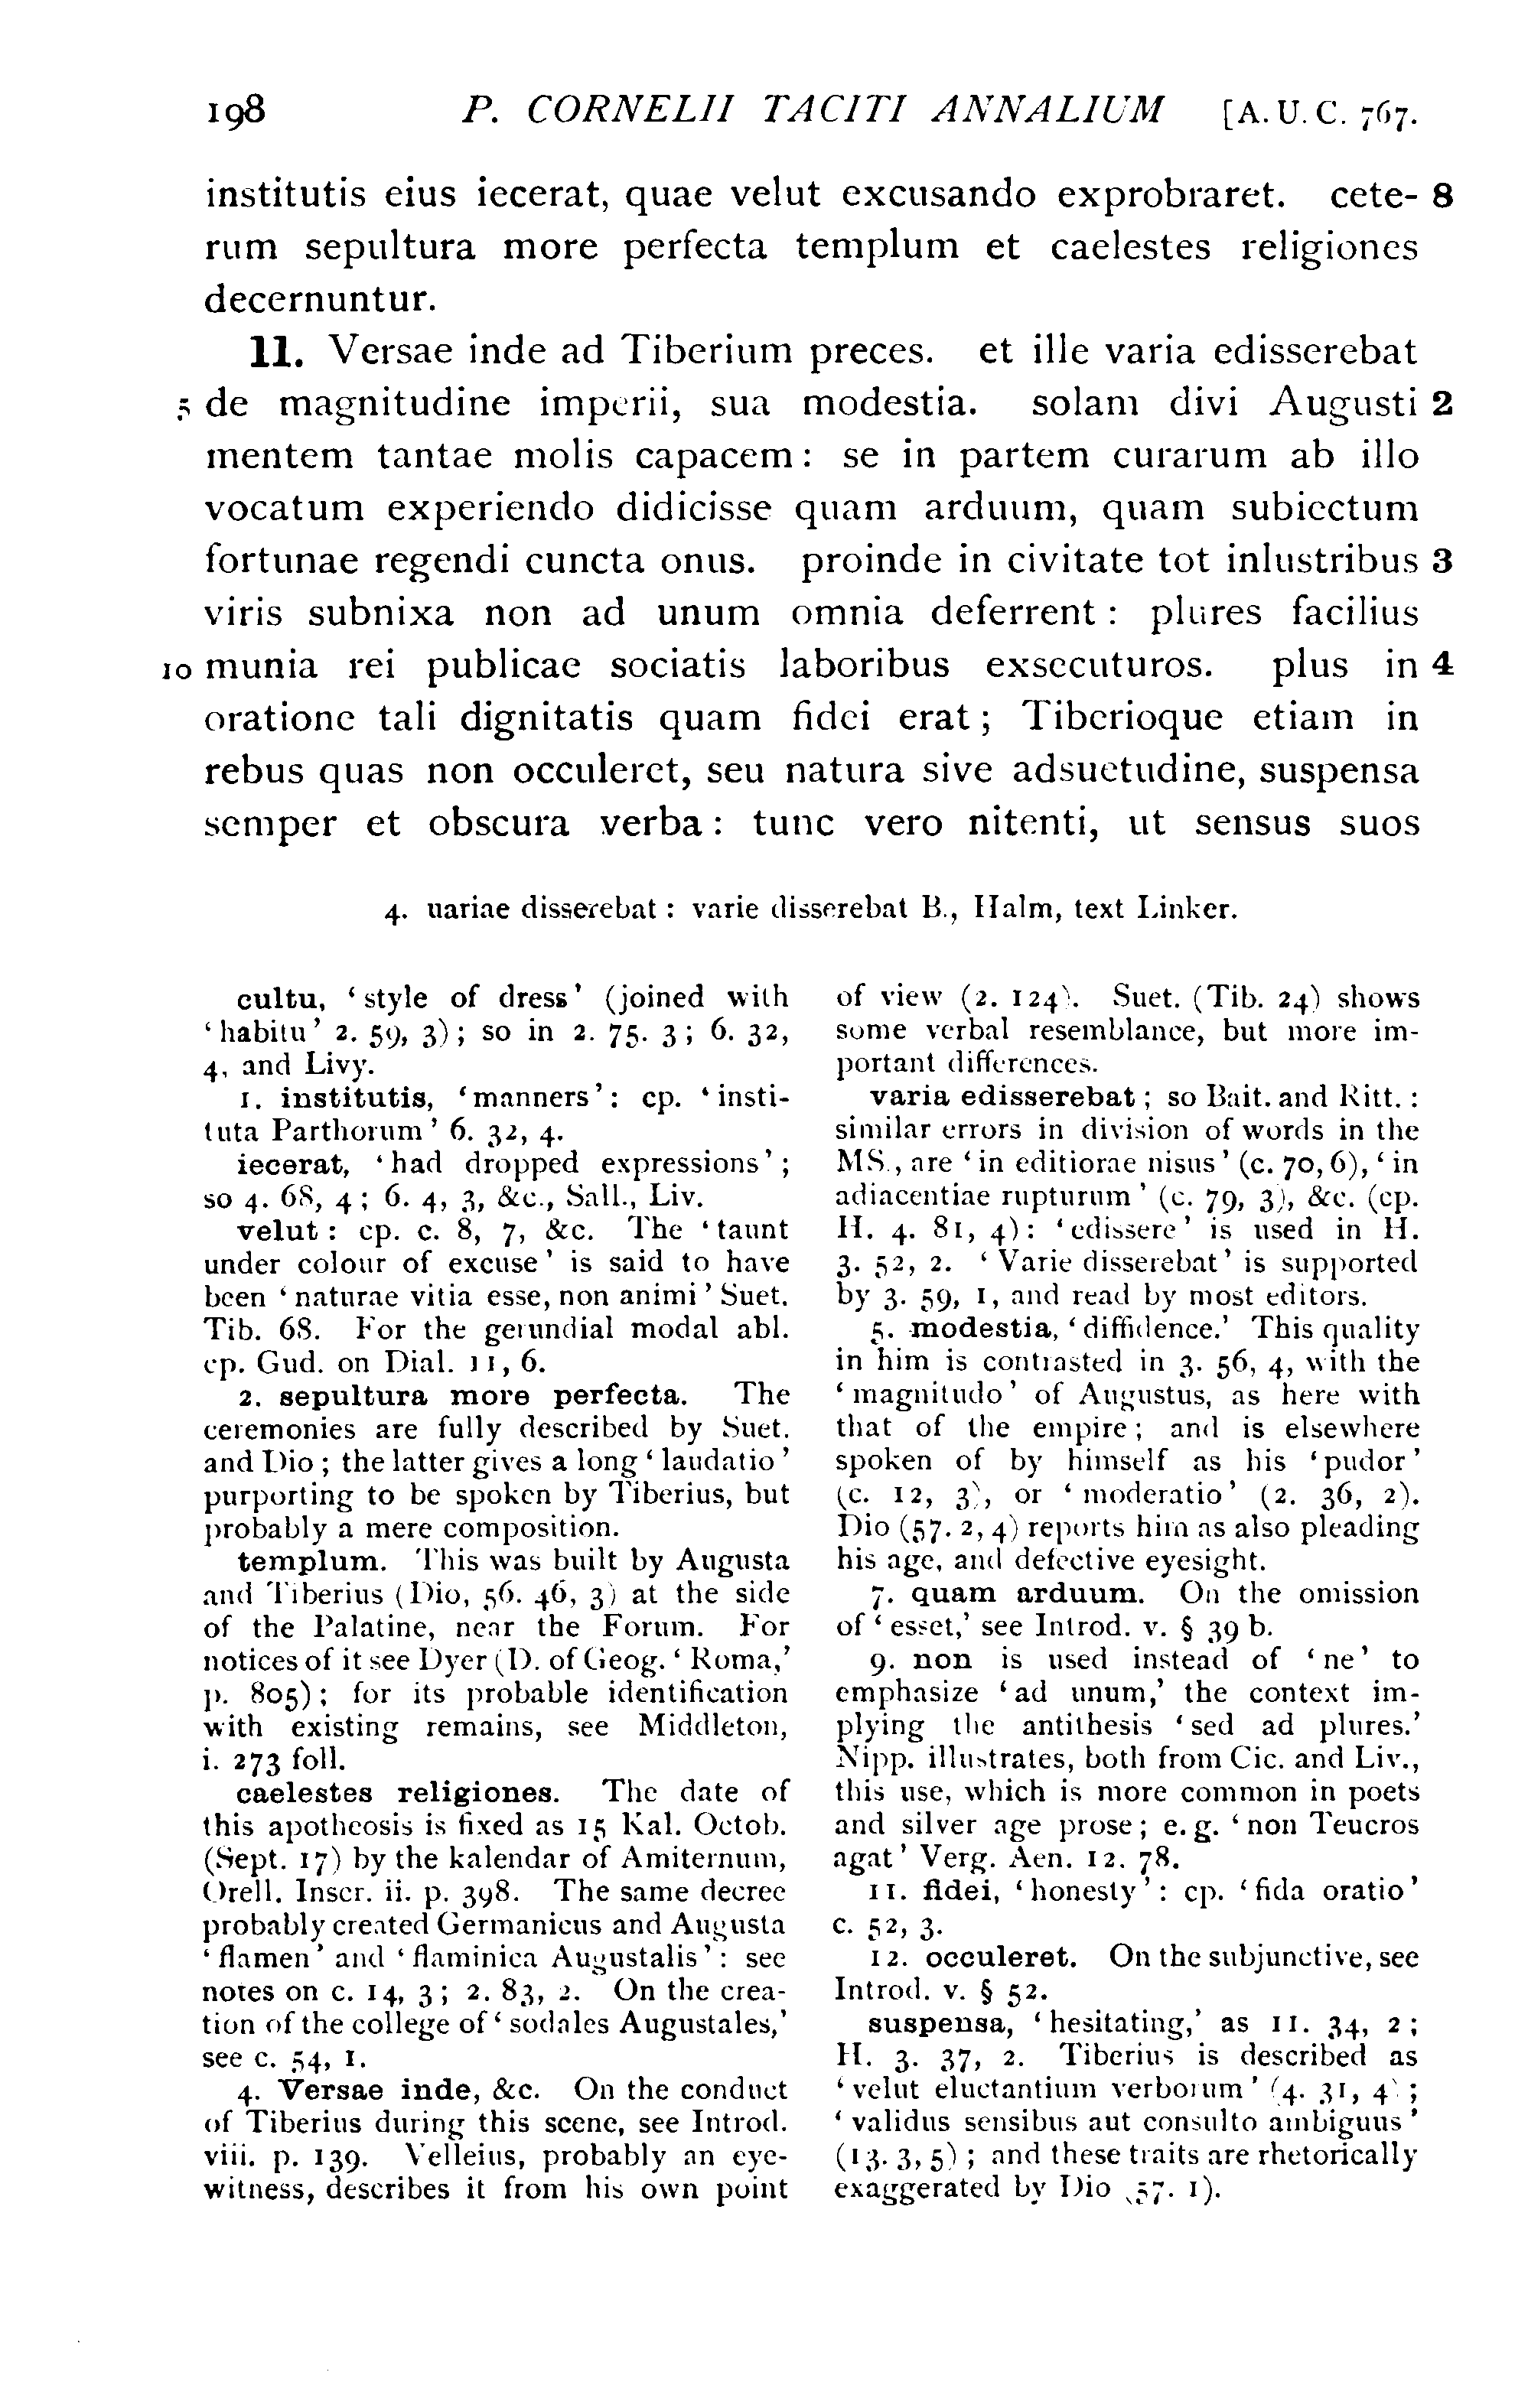 198 P. CORNELII TACITI ANNALIUM [A.U.C. 767.
institutis eius iecerat, quae velut excusando exprobraret. cete- 8
rum sepultura more perfecta templum et caelestes religiones
decernuntur.
11. Versae inde ad Tiberium preces. et ille varia edisserebat
5 de magnitudine imperii, sua modestia. solam divi Augusti 2
mentem tantae molis capacem: se in partem curarum ab illo
vocatum experiendo didicisse quam arduum, quam subiectum
fortunae regendi cuncta onus. proinde in civitate tot inlustribus 3
viris subnixa non ad unum omnia deferrent: plures facilius
10 munia rei publicae sociatis laboribus exsecuturos. plus in 4
oratione tali dignitatis quam fidei erat; Tiberioque etiam in
rebus quas non occuleret, seu natura sive adsuetudine, suspensa
semper et obscura verba: tunc vero nitenti, ut sensus suos
4. uariae disserebat: varie disserebat B., Halm, text Linker.
cultu, ‘style of dress’ (joined with
‘habitu’ 2. 59, 3); so in 2. 75. 3; 6. 32,
4, and Livy.
1. institutis, ‘manners’: cp. ‘insti-
tuta Parthorum’ 6. 32, 4.
iecerat, ‘had dropped expressions’;
so 4. 68, 4; 6. 4, 3, &c., Sall., Liv.
velut: cp. c. 8, 7, &c. The ‘taunt
under colour of excuse’ is said to have
been ‘naturae vitia esse, non animi’ Suet.
Tib. 68. For the gerundial modal abl.
cp. Gud. on Dial. 11, 6.
2. sepultura more perfecta. The
ceremonies are fully described by Suet.
and Dio; the latter gives a long ‘laudatio’
purporting to be spoken by Tiberius, but
probably a mere composition.
templum. This was built by Augusta
and Tiberius (Dio, 56. 46, 3) at the side
of the Palatine, near the Forum. For
notices of it see Dyer (D. of Geog. ‘Roma,’
p. 805); for its probable identification
with existing remains, see Middleton,
i. 273 foll.
caelestes religiones. The date of
this apotheosis is fixed as 15 Kal. Octob.
(Sept. 17) by the kalendar of Amiternum,
Orell. Inscr. ii. p. 398. The same decree
probably created Germanicus and Augusta
‘flamen’ and ‘flaminica Augustalis’: see
notes on c. 14, 3; 2. 83, 2. On the crea-
tion of the college of ‘sodales Augustales,’
see c. 54, 1.
4. Versae inde, &c. On the conduct
of Tiberius during this scene, see Introd.
viii. p. 139. Velleius, probably an eye-
witness, describes it from his own point
of view (2. 124). Suet. (Tib. 24) shows
some verbal resemblance, but more im-
portant differences.
varia edisserebat; so Bait. and Ritt.:
similar errors in division of words in the
MS., are ‘in editiorae nisus’ (c. 70, 6), ‘in
adiacentiae rupturum’ (c. 79, 3), &c. (cp.
H. 4. 81, 4): ‘edissere’ is used in H.
3. 52, 2. ‘Varie disserebat’ is supported
by 3. 59, 1, and read by most editors.
5. modestia, ‘diffidence.’ This quality
in him is contrasted in 3. 56, 4, with the
‘magnitudo’ of Augustus, as here with
that of the empire; and is elsewhere
spoken of by himself as his ‘pudor’
(c. 12, 3), or ‘moderatio’ (2. 36, 2).
Dio (57. 2, 4) reports him as also pleading
his age, and defective eyesight.
7. quam arduum. On the omission
of ‘esset,’ see Introd. v. § 39 b.
9. non is used instead of ‘ne’ to
emphasize ‘ad unum,’ the context im-
plying the antithesis ‘sed ad plures.’
Nipp. illustrates, both from Cic. and Liv.,
this use, which is more common in poets
and silver age prose; e.g. ‘non Teucros
agat’ Verg. Aen. 12. 78.
11. fidei, ‘honesty’: cp. ‘fida oratio’
c. 52, 3.
12. occuleret. On the subjunctive, see
Introd. v. § 52.
suspensa, ‘hesitating,’ as 11. 34, 2;
H. 3. 37, 2. Tiberius is described as
‘velut eluctantium verborum’ (4. 31, 4);
‘validus sensibus aut consulto ambiguus’
(13. 3, 5); and these traits are rhetorically
exaggerated by Dio (57. 1).